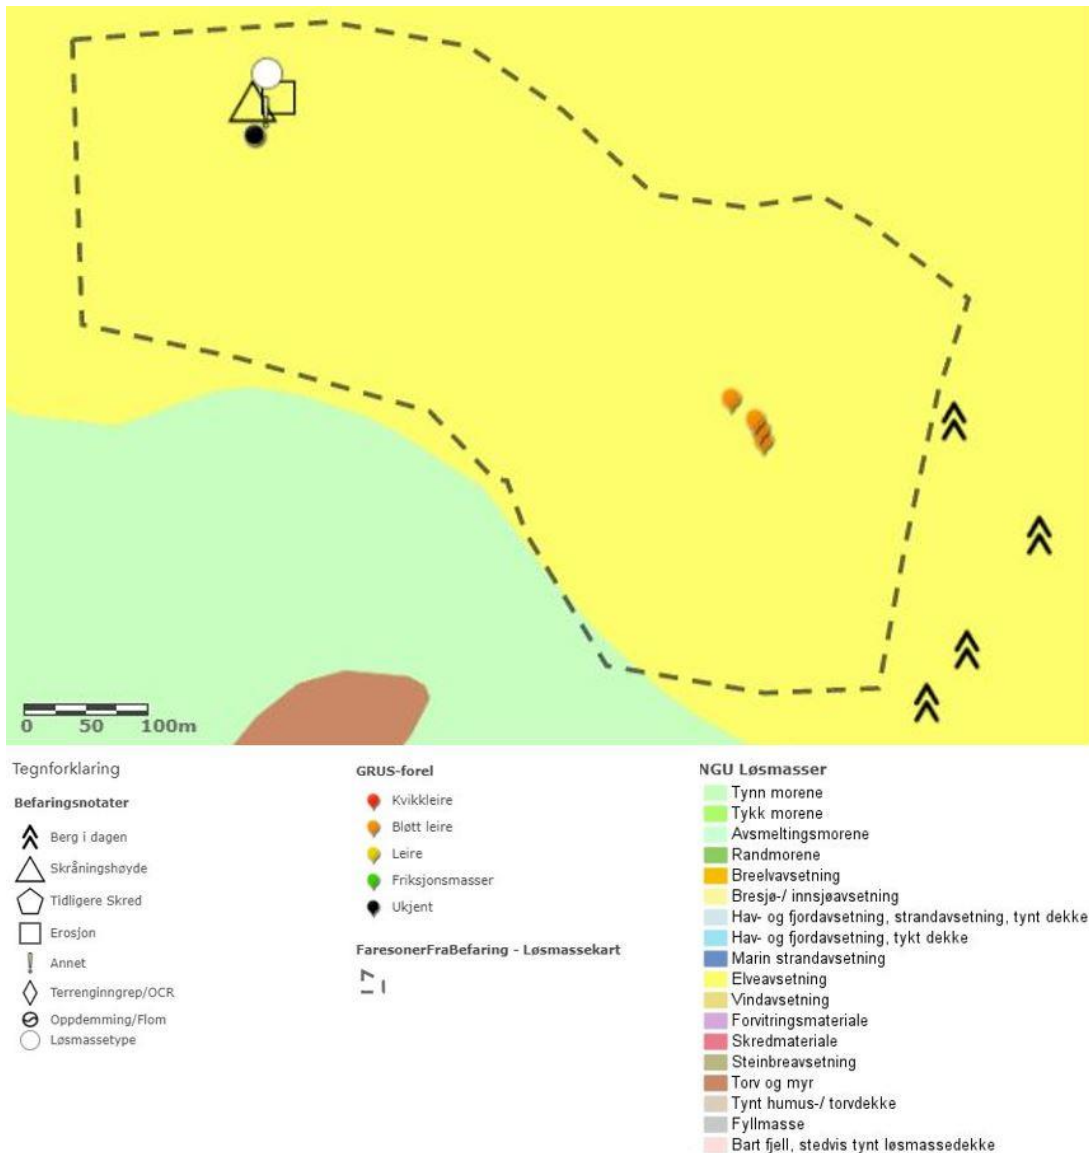 0 50 100m
Tegnforklaring
Befaringsnotater
Berg i dagen
Skråningshøyde
Tidligere Skred
Erosjon
Annet
Terrenginngrep/OCR
Oppdemming/Flom
Løsmassetype
GRUS-forel
Kvikkleire
Bløtt leire
Leire
Friksjonsmasser
Ukjent
FaresonerFraBefaring - Løsmassekart
NGU Løsmasser
Tynn morene
Tykk morene
Avsmeltingsmorene
Randmorene
Breelvavsetning
Bresjø-/ innsjøavsetning
Hav- og fjordavsetning, strandavsetning, tynt dekke
Hav- og fjordavsetning, tykt dekke
Marin strandavsetning
Elveavsetning
Vindavsetning
Forvitringsmateriale
Skredmateriale
Steinbreavsetning
Torv og myr
Tynt humus-/ torvdekke
Fyllmasse
Bart fjell, stedvis tynt løsmassedekke